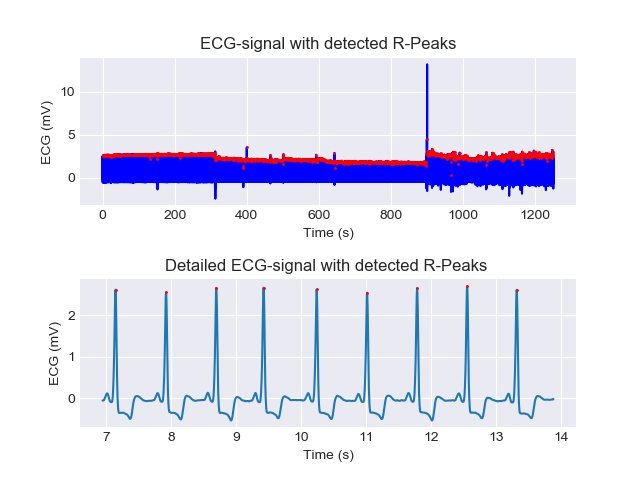 ECG-signal with detected R-Peaks
10
5
0
ECG (mV)
0 200 400 600 800 1000 1200
Time (s)
Detailed ECG-signal with detected R-Peaks
2
1
0
ECG (mV)
7 8 9 10 11 12 13 14
Time (s)